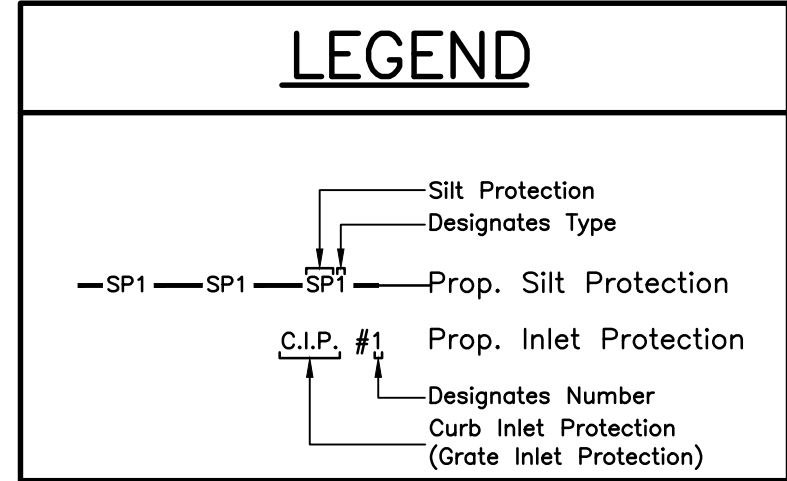 LEGEND
Silt Protection
Designates Type
SP1 SP1 SP1 Prop. Silt Protection
C.I.P. #1 Prop. Inlet Protection
Designates Number
Curb Inlet Protection
(Grate Inlet Protection)